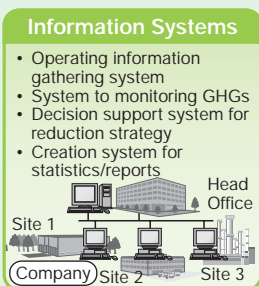 Information Systems
• Operating information
gathering system
• System to monitoring GHGs
• Decision support system for
reduction strategy
• Creation system for
statistics/reports
Head
Office
Site 1
Company
Site 2
Site 3